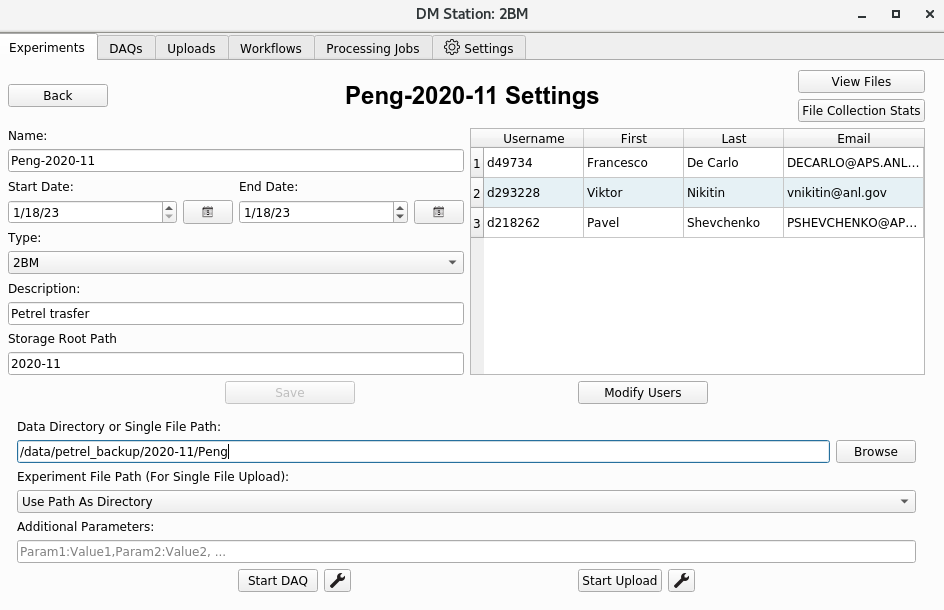 DM Station: 2BM
Experiments DAQs Uploads Workflows Processing Jobs Settings
Back
Peng-2020-11 Settings
View Files
File Collection Stats
Name:
Peng-2020-11
Start Date: End Date:
1/18/23 1/18/23
Type:
2BM
Description:
Petrel trasfer
Storage Root Path
2020-11
Save
Username First Last Email
1 d49734 Francesco De Carlo DECARLO@APS.ANL...
2 d293228 Viktor Nikitin vnikitin@anl.gov
3 d218262 Pavel Shevchenko PSHEVCHENKO@AP...
Modify Users
Data Directory or Single File Path:
/data/petrel_backup/2020-11/Peng
Browse
Experiment File Path (For Single File Upload):
Use Path As Directory
Additional Parameters:
Param1:Value1,Param2:Value2, ...
Start DAQ Start Upload